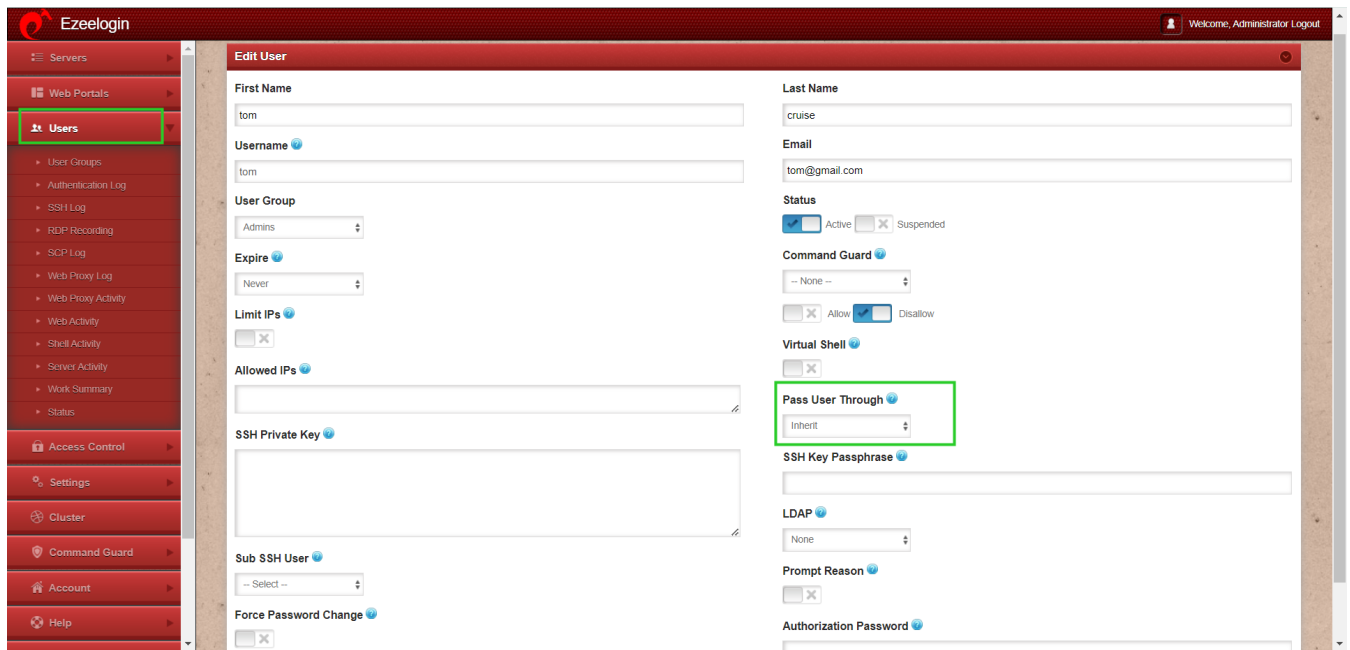 Ezeelogin
Welcome, Administrator Logout
Servers
Web Portals
Users
User Groups
Authentication Log
SSH Log
RDP Recording
SCP Log
Web Proxy Log
Web Proxy Activity
Web Activity
Shell Activity
Server Activity
Work Summary
Status
Access Control
Settings
Cluster
Command Guard
Account
Help
Edit User
First Name
tom
Last Name
cruise
Username
tom
Email
tom@gmail.com
User Group
Admins
Status
Active Suspended
Expire
Never
Command Guard
-- None --
Allow Disallow
Limit IPs
Virtual Shell
Allowed IPs
Pass User Through
Inherit
SSH Private Key
SSH Key Passphrase
LDAP
None
Sub SSH User
-- Select --
Prompt Reason
Force Password Change
Authorization Password